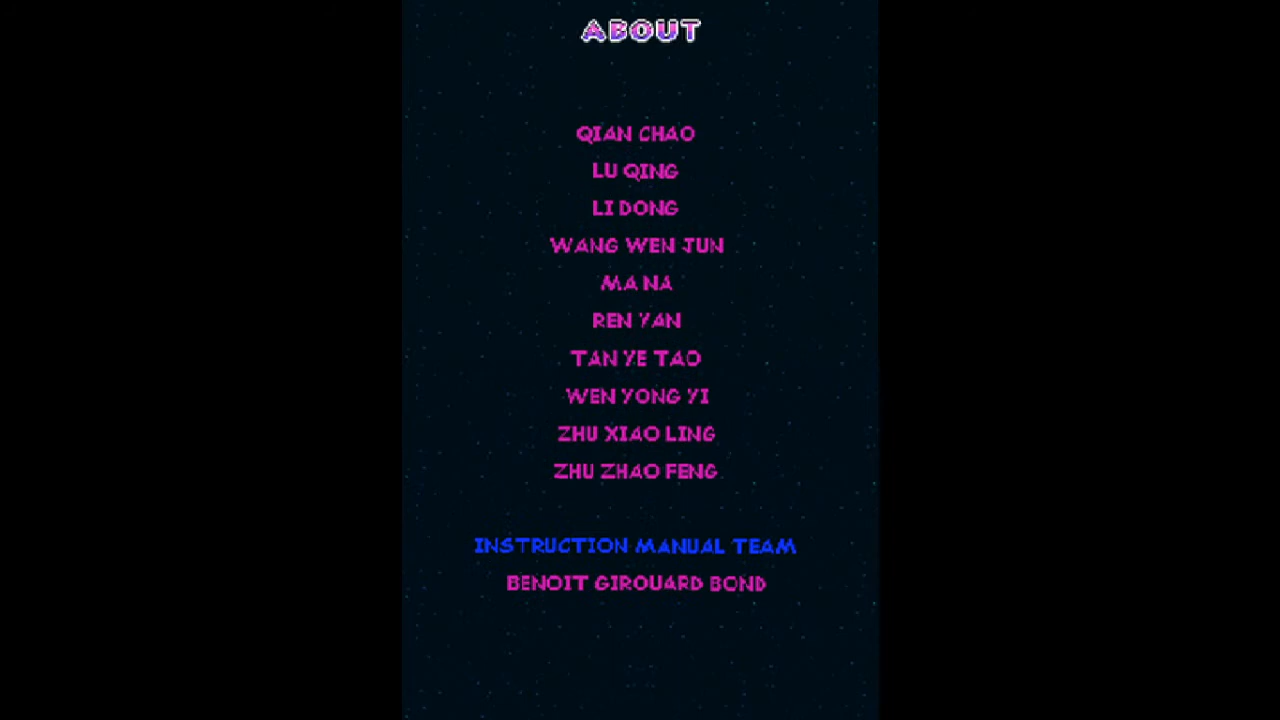 ABOUT
QIAN CHAO
LU QING
LI DONG
WANG WEN JUN
MA NA
REN YAN
TAN YE TAO
WEN YONG YI
ZHU XIAO LING
ZHU ZHAO FENG
INSTRUCTION MANUAL TEAM
BENOIT GIROUARD BOND